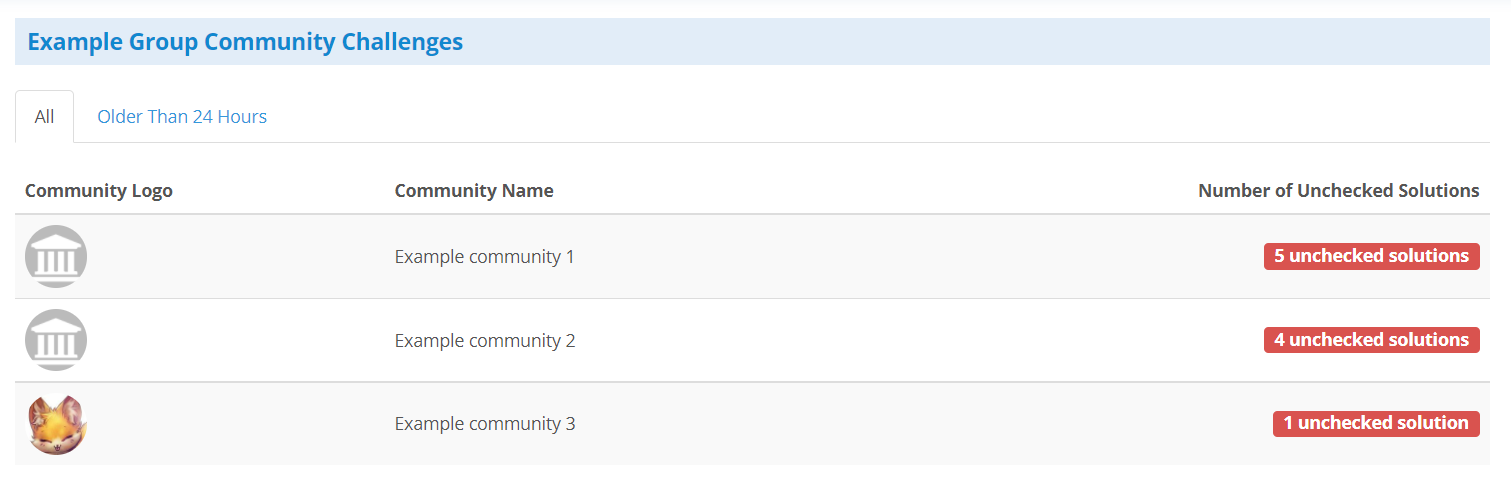 Example Group Community Challenges
All Older Than 24 Hours
Community Logo Community Name Number of Unchecked Solutions
Example community 1 5 unchecked solutions
Example community 2 4 unchecked solutions
Example community 3 1 unchecked solution